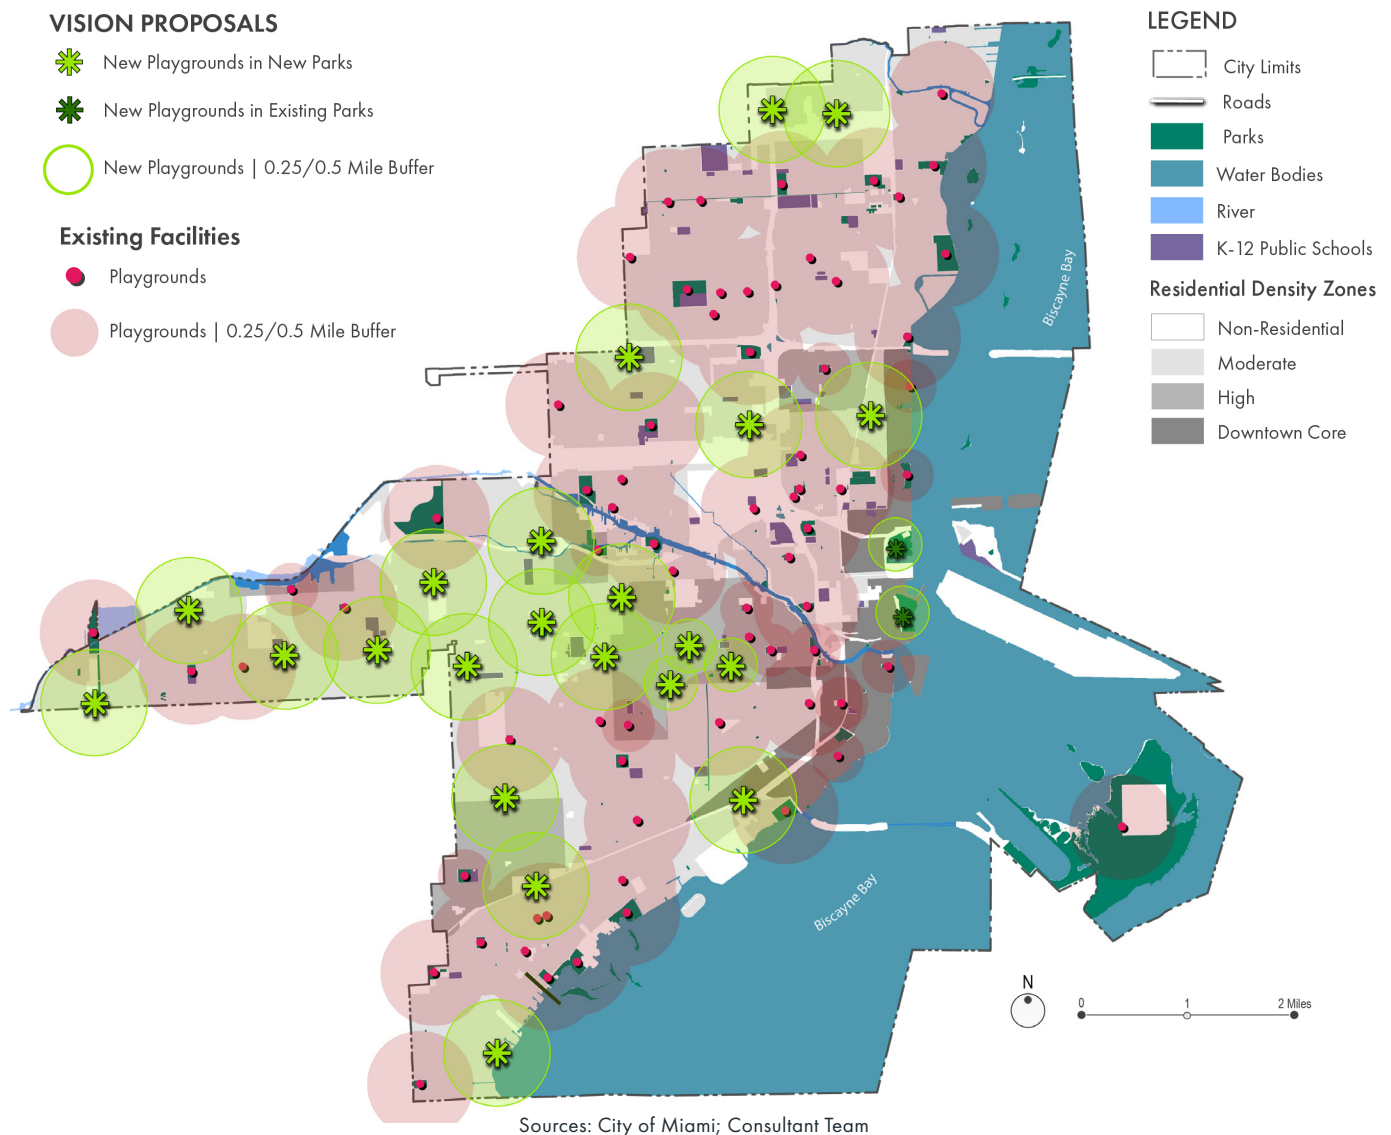 VISION PROPOSALS
New Playgrounds in New Parks
New Playgrounds in Existing Parks
New Playgrounds | 0.25/0.5 Mile Buffer
Existing Facilities
Playgrounds
Playgrounds | 0.25/0.5 Mile Buffer
LEGEND
City Limits
Roads
Parks
Water Bodies
River
K-12 Public Schools
Residential Density Zones
Non-Residential
Moderate
High
Downtown Core
Biscayne Bay
Biscayne Bay
N
0 1 2 Miles
Sources: City of Miami; Consultant Team